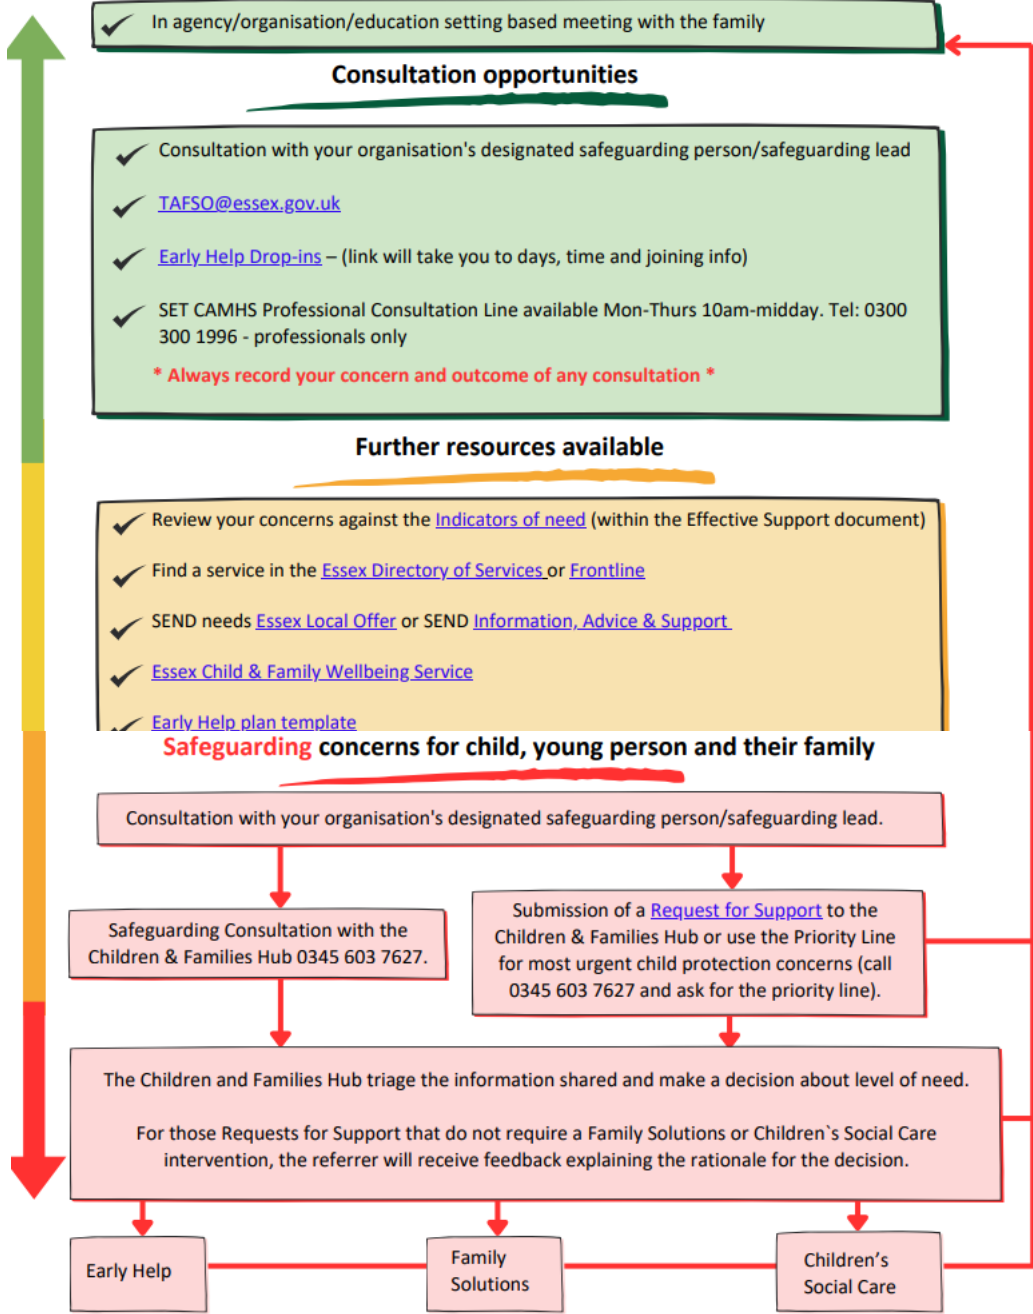 In agency/organisation/education setting based meeting with the family
Consultation opportunities
Consultation with your organisation's designated safeguarding person/safeguarding lead
TAFSO@essex.gov.uk
Early Help Drop-ins – (link will take you to days, time and joining info)
SET CAMHS Professional Consultation Line available Mon-Thurs 10am-midday. Tel: 0300
300 1996 - professionals only
* Always record your concern and outcome of any consultation *
Further resources available
Review your concerns against the Indicators of need (within the Effective Support document)
Find a service in the Essex Directory of Services or Frontline
SEND needs Essex Local Offer or SEND Information, Advice & Support
Essex Child & Family Wellbeing Service
Early Help plan template
Safeguarding concerns for child, young person and their family
Consultation with your organisation's designated safeguarding person/safeguarding lead.
Safeguarding Consultation with the
Children & Families Hub 0345 603 7627.
Submission of a Request for Support to the
Children & Families Hub or use the Priority Line
for most urgent child protection concerns (call
0345 603 7627 and ask for the priority line).
The Children and Families Hub triage the information shared and make a decision about level of need.
For those Requests for Support that do not require a Family Solutions or Children`s Social Care
intervention, the referrer will receive feedback explaining the rationale for the decision.
Early Help
Family
Solutions
Children's
Social Care